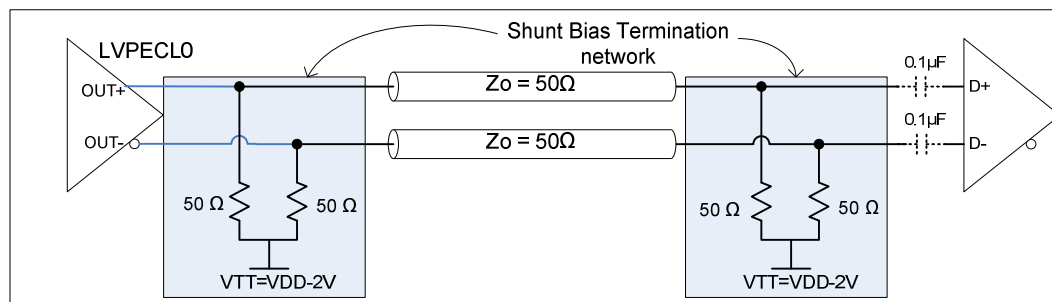 LVPECL0
Shunt Bias Termination
network
OUT+
OUT-
Zo = 50Ω
Zo = 50Ω
0.1µF
0.1µF
D+
D-
50 Ω
50 Ω
50 Ω
50 Ω
VTT=VDD-2V
VTT=VDD-2V